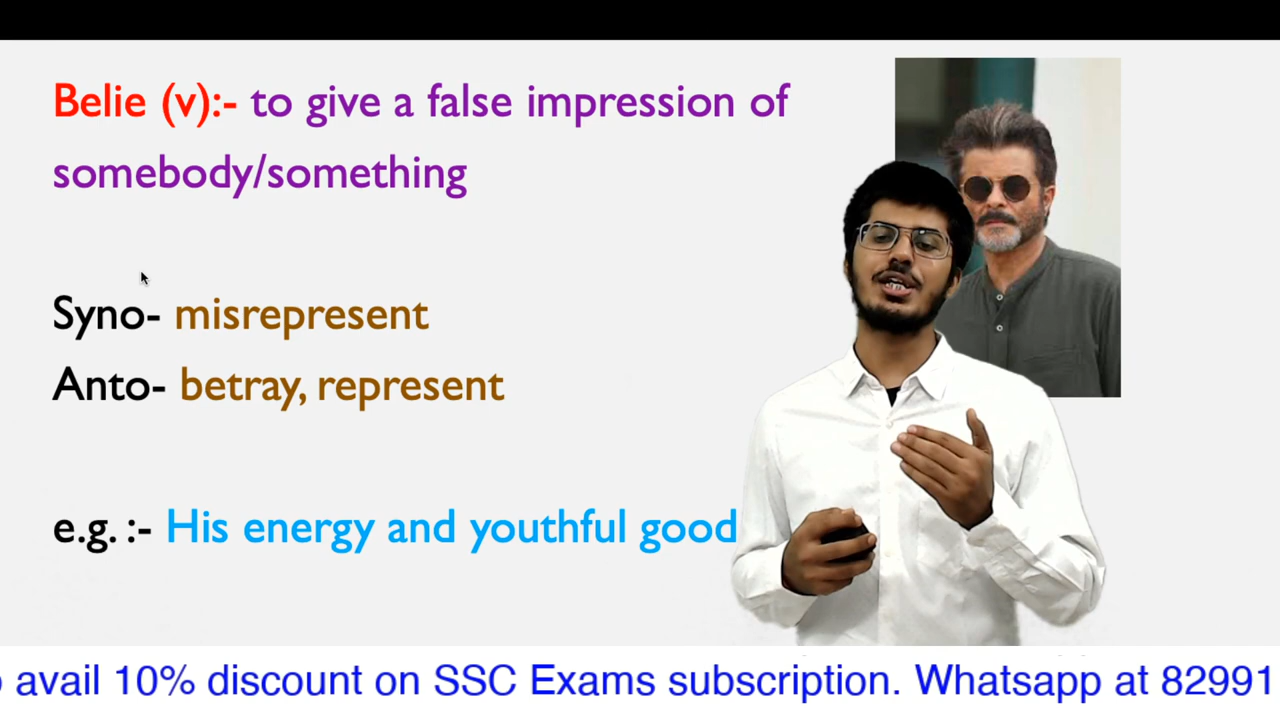 Belie (v):- to give a false impression of
somebody/something
Syno- misrepresent
Anto- betray, represent
e.g. :- His energy and youthful good
avail 10% discount on SSC Exams subscription. Whatsapp at 82991